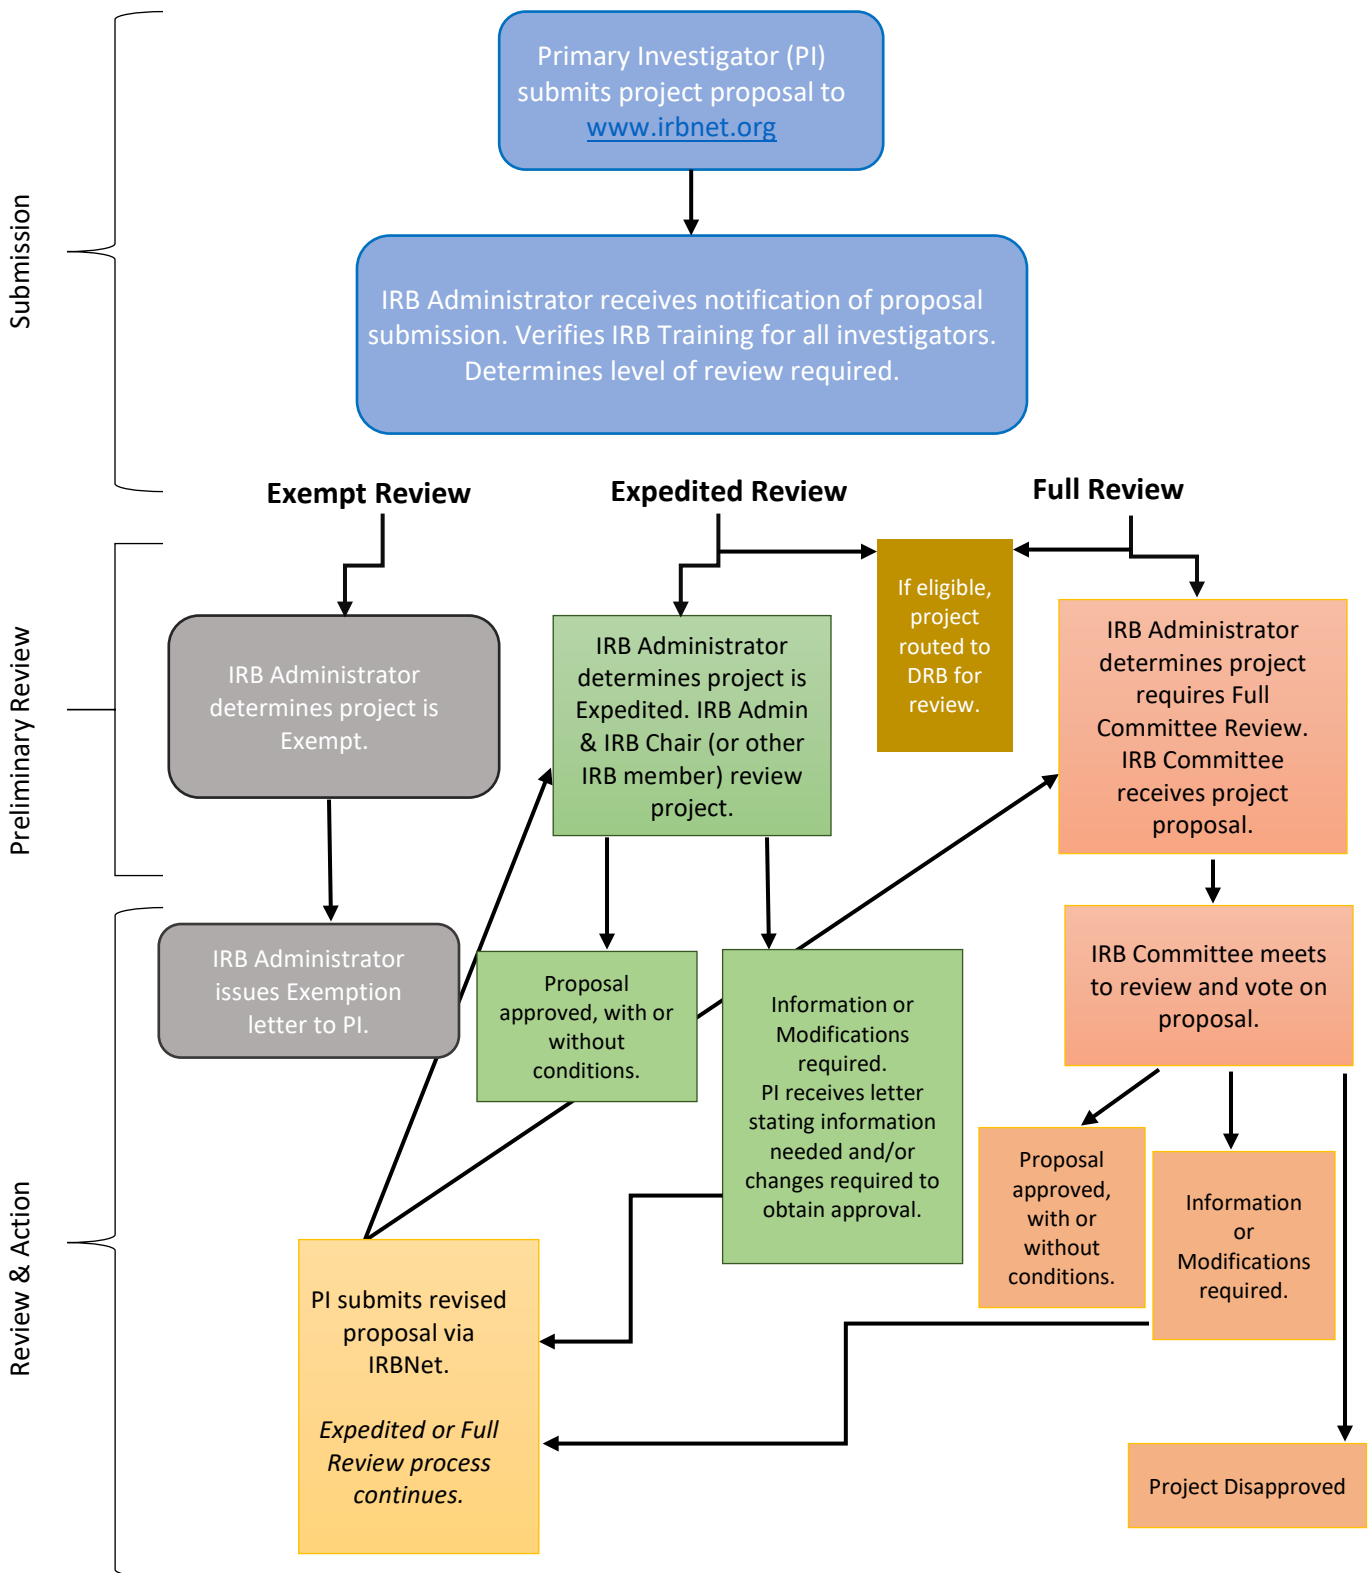 Submission
Primary Investigator (PI)
submits project proposal to
www.irbnet.org
IRB Administrator receives notification of proposal
submission. Verifies IRB Training for all investigators.
Determines level of review required.
Exempt Review
Expedited Review
Full Review
Preliminary Review
IRB Administrator
determines project is
Exempt.
IRB Administrator
determines project is
Expedited. IRB Admin
& IRB Chair (or other
IRB member) review
project.
If eligible,
project
routed to
DRB for
review.
IRB Administrator
determines project
requires Full
Committee Review.
IRB Committee
receives project
proposal.
Review & Action
IRB Administrator
issues Exemption
letter to PI.
Proposal
approved, with or
without
conditions.
Information or
Modifications
required.
PI receives letter
stating information
needed and/or
changes required to
obtain approval.
IRB Committee meets
to review and vote on
proposal.
Proposal
approved,
with or
without
conditions.
Information
or
Modifications
required.
PI submits revised
proposal via
IRBNet.
Expedited or Full
Review process
continues.
Project Disapproved